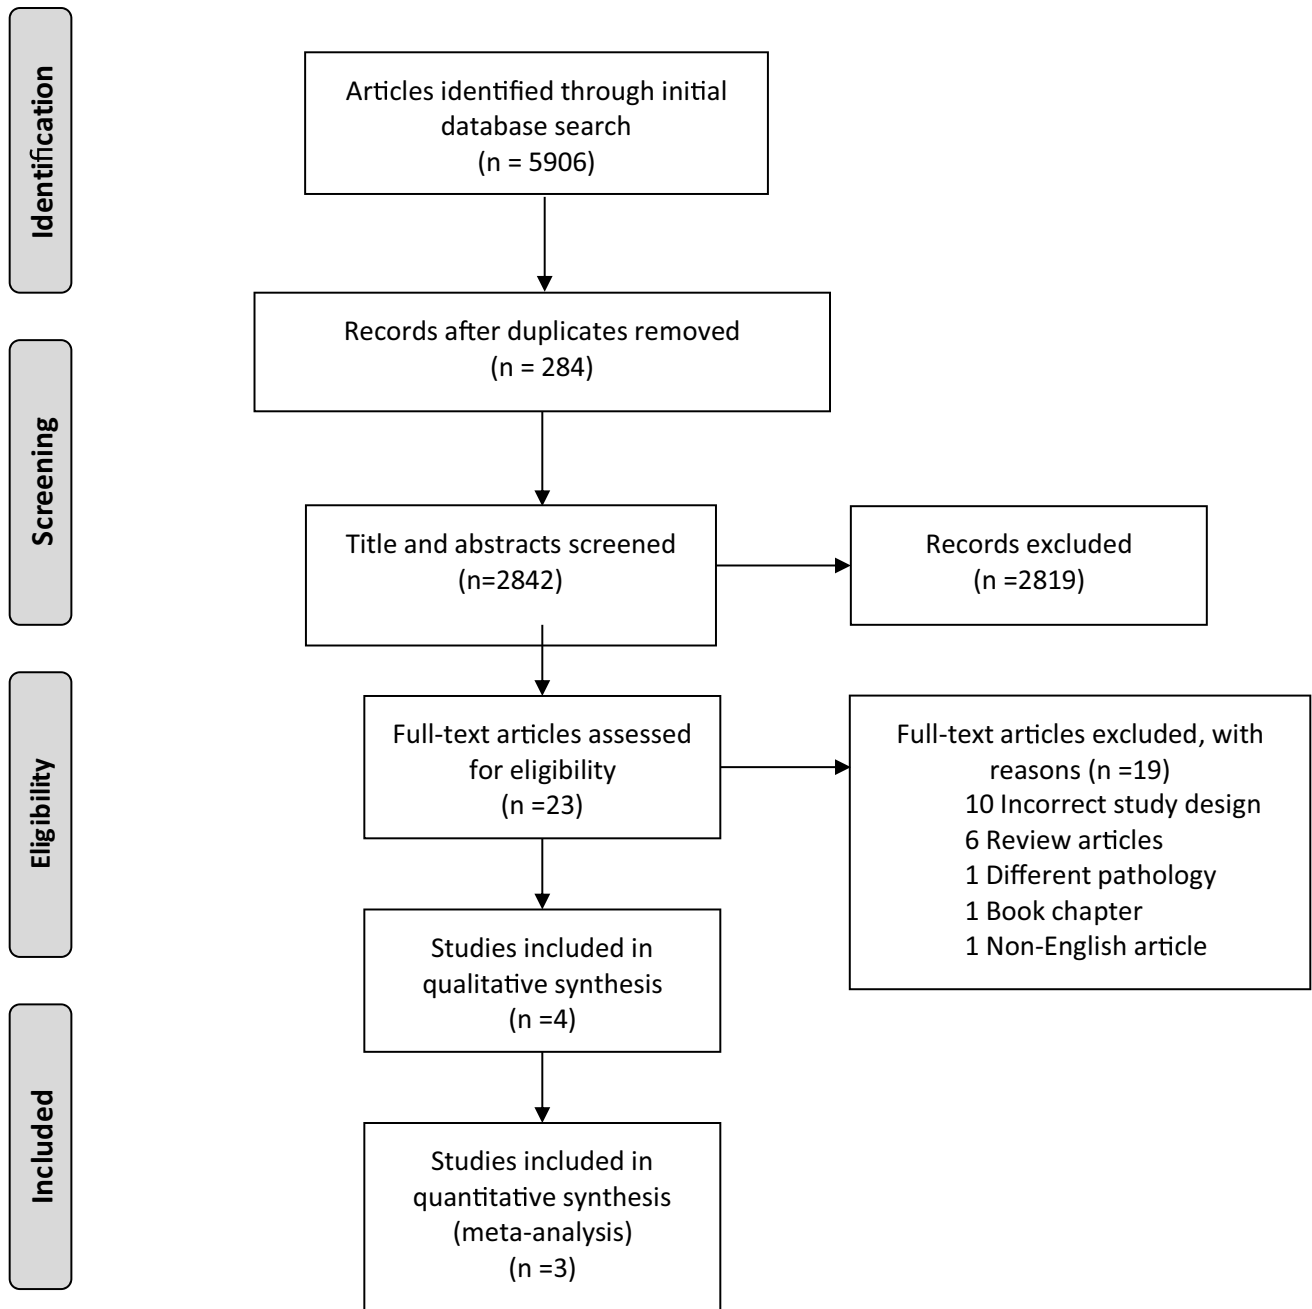 Identification
Articles identified through initial
database search
(n = 5906)
Records after duplicates removed
(n = 284)
Screening
Title and abstracts screened
(n=2842)
Records excluded
(n =2819)
Eligibility
Full-text articles assessed
for eligibility
(n =23)
Full-text articles excluded, with
reasons (n =19)
10 Incorrect study design
6 Review articles
1 Different pathology
1 Book chapter
1 Non-English article
Studies included in
qualitative synthesis
(n =4)
Included
Studies included in
quantitative synthesis
(meta-analysis)
(n =3)